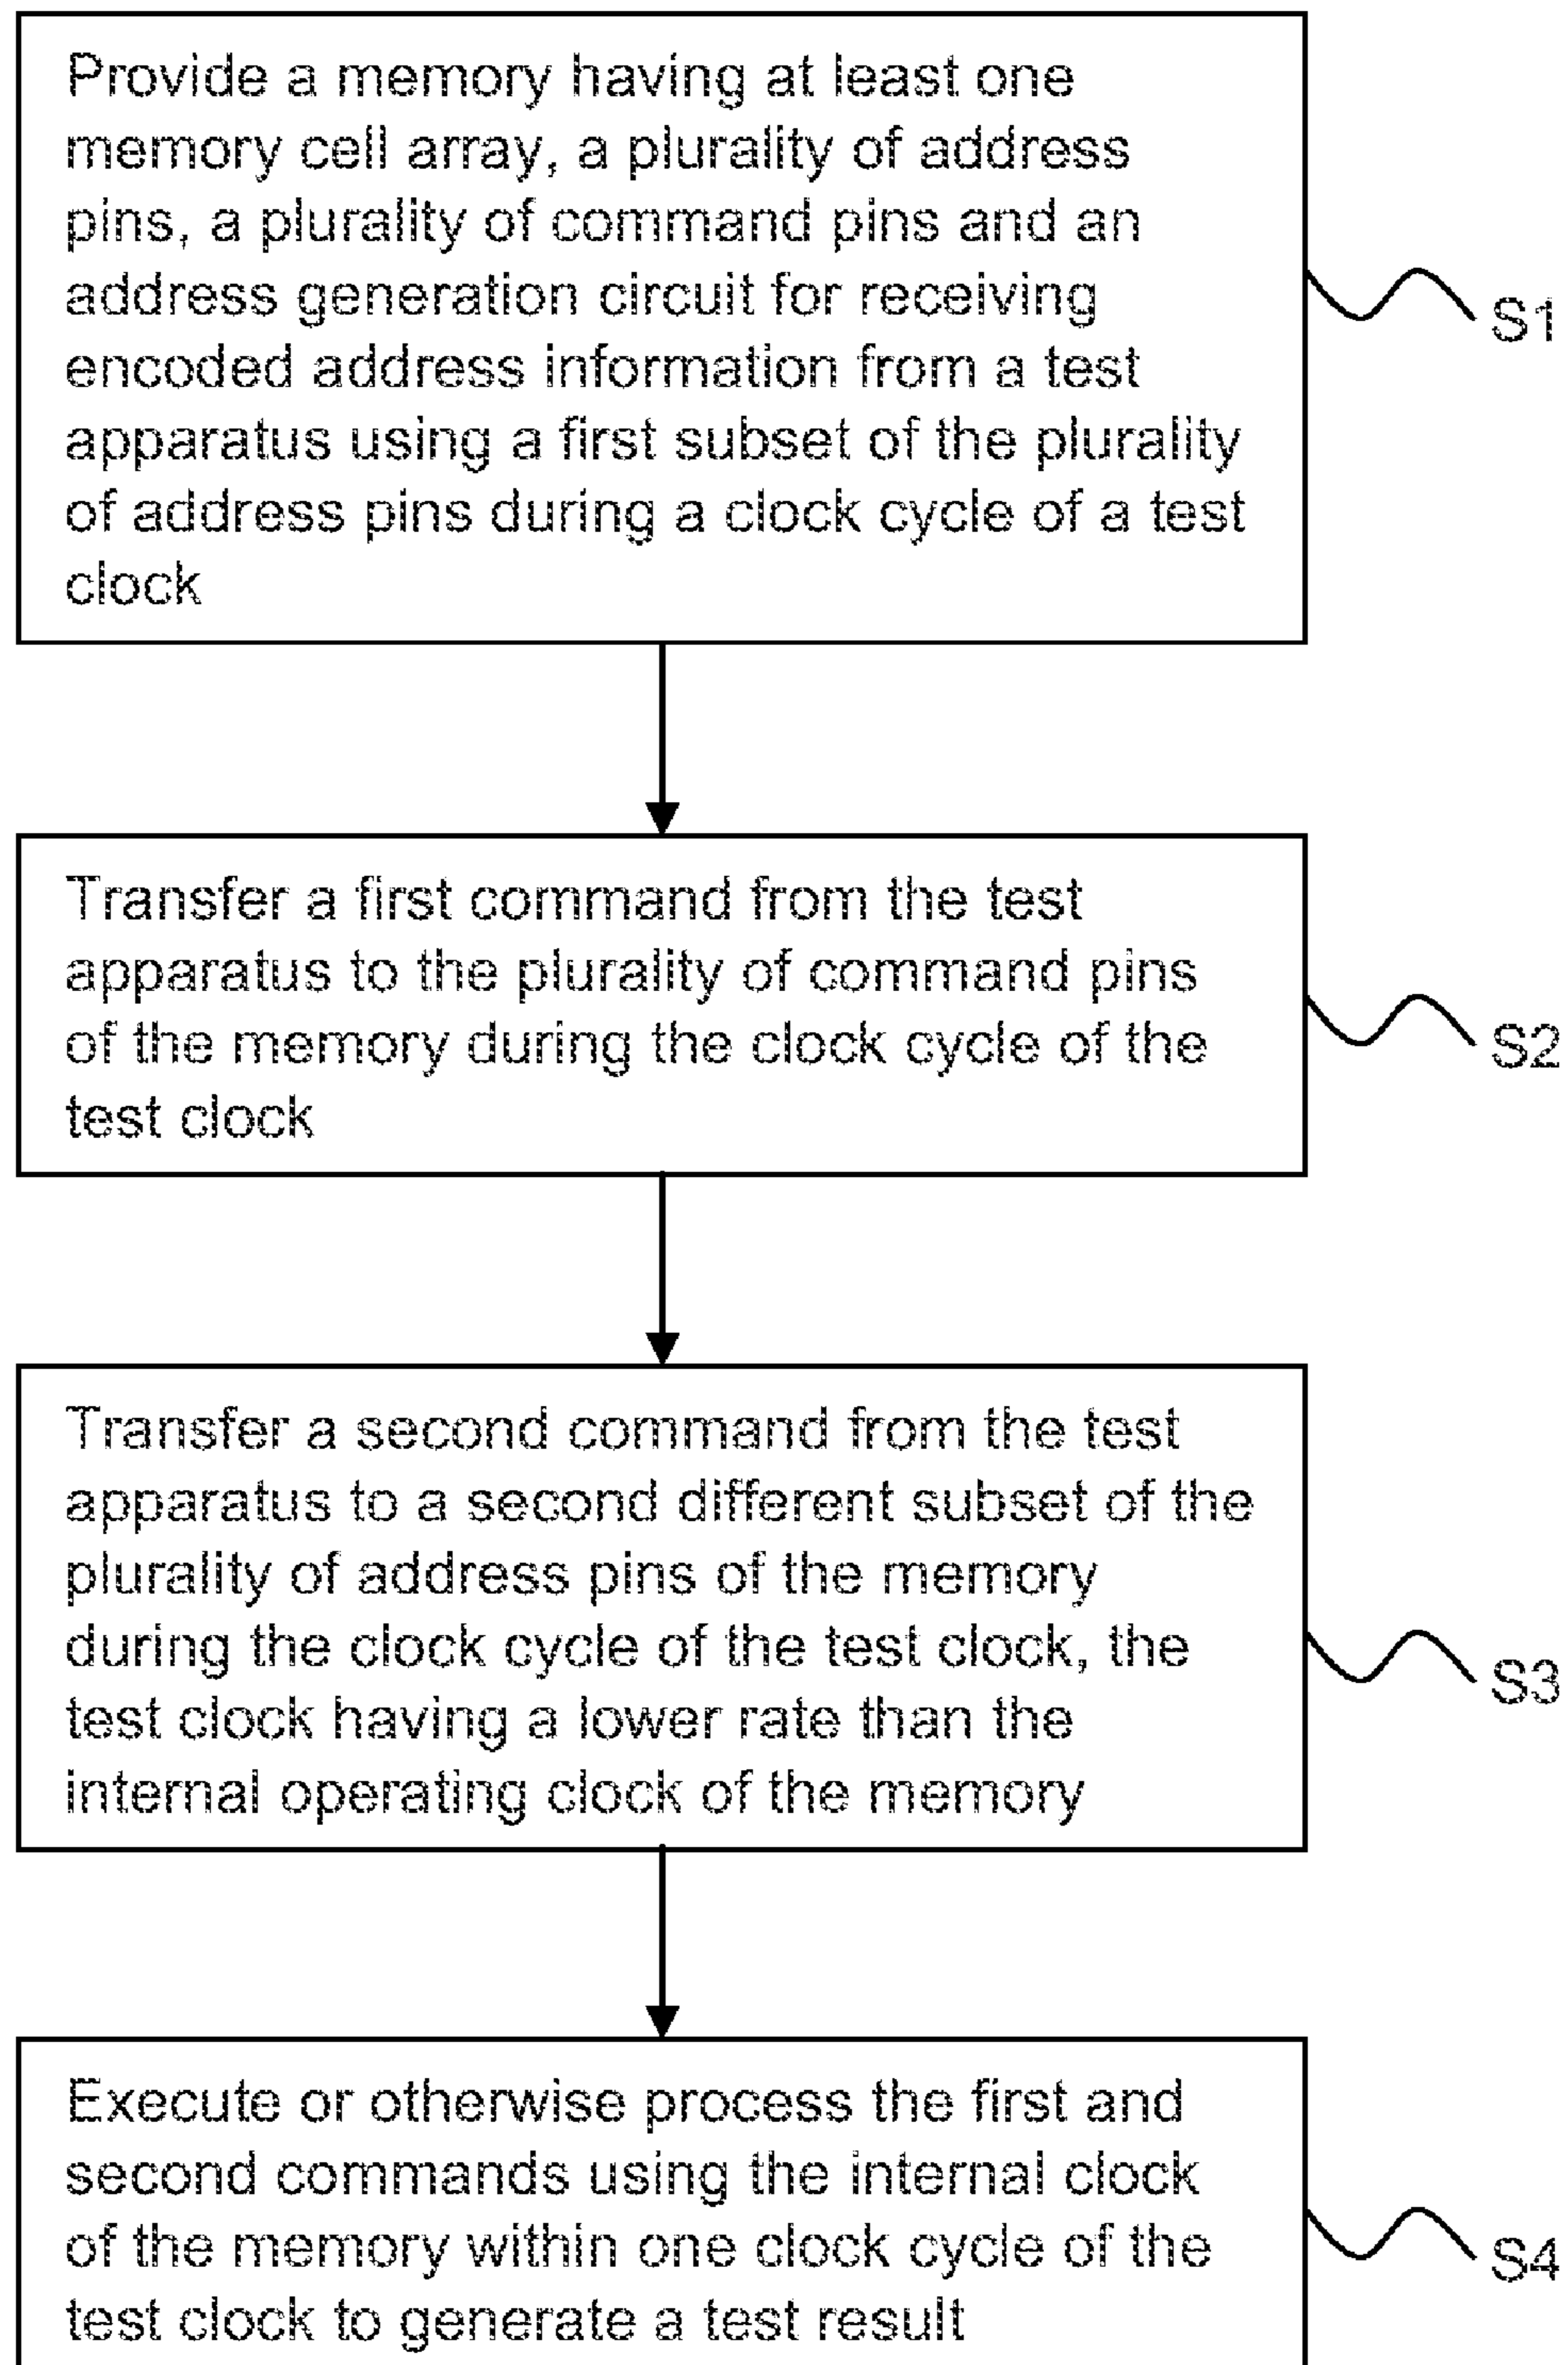 Provide a memory having at least one
memory cell array, a plurality of address
pins, a plurality of command pins and an
address generation circuit for receiving
encoded address information from a test
apparatus using a first subset of the plurality
of address pins during a clock cycle of a test
clock
S1
Transfer a first command from the test
apparatus to the plurality of command pins
of the memory during the clock cycle of the
test clock
S2
Transfer a second command from the test
apparatus to a second different subset of the
plurality of address pins of the memory
during the clock cycle of the test clock, the
test clock having a lower rate than the
internal operating clock of the memory
S3
Execute or otherwise process the first and
second commands using the internal clock
of the memory within one clock cycle of the
test clock to generate a test result
S4